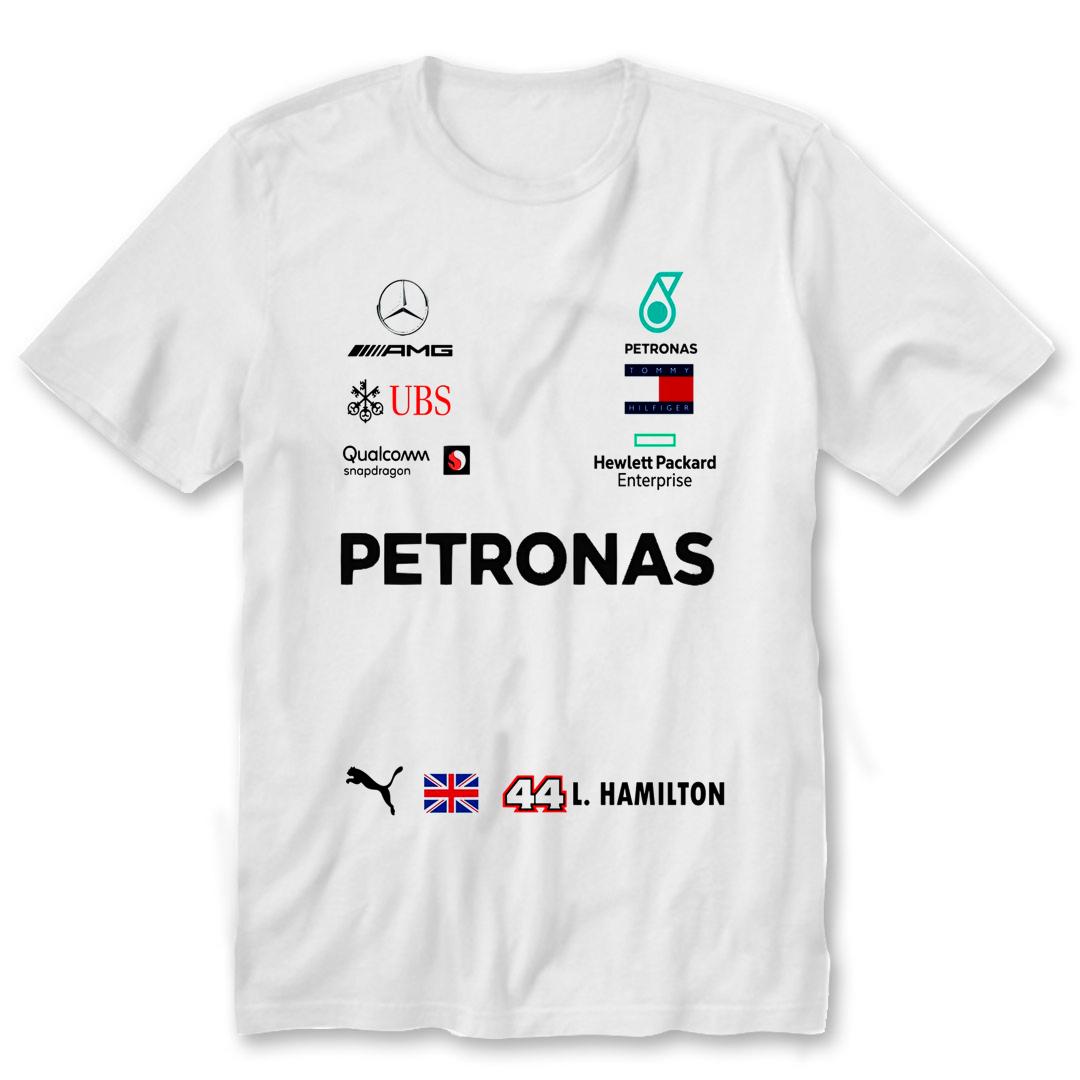 AMG
UBS
Qualcomm
snapdragon
PETRONAS
TOMMY
HILFIGER
Hewlett Packard
Enterprise
PETRONAS
44 L. HAMILTON